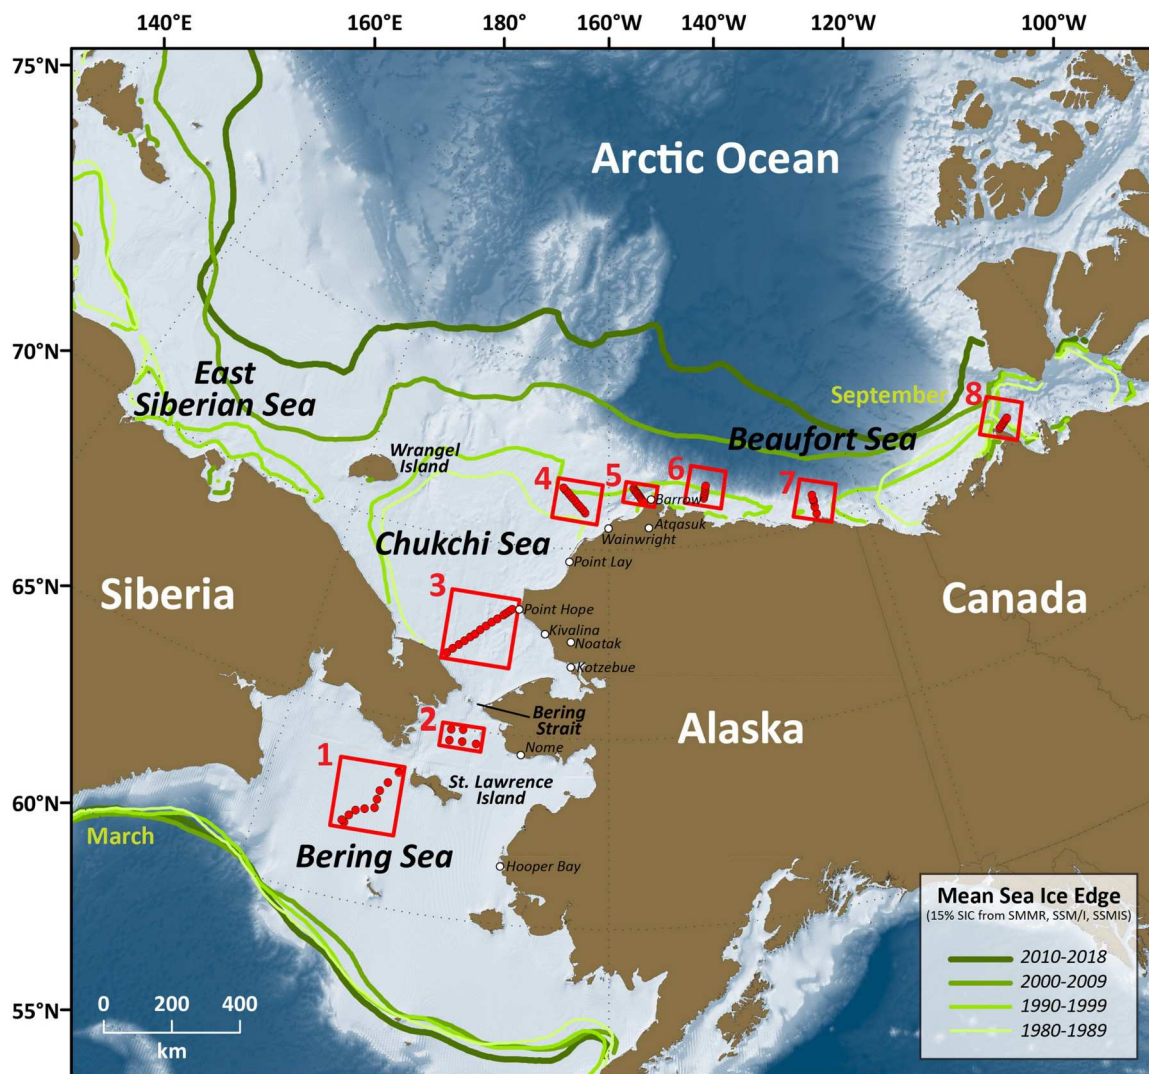 140°E 160°E 180° 160°W 140°W 120°W 100°W
75°N
Arctic Ocean
70°N
East
Siberian Sea
September
8
Beaufort Sea
Wrangel
Island
4
5
6
7
Barrow
Atqasuk
Wainwright
Chukchi Sea
Point Lay
65°N
Siberia
3
Canada
Point Hope
Kivalina
Noatak
Kotzebue
Bering
Strait
2
Nome
Alaska
1
St. Lawrence
Island
60°N
March
Bering Sea
Hooper Bay
Mean Sea Ice Edge
(15% SIC from SMMR, SSM/I, SSMIS)
2010-2018
2000-2009
1990-1999
1980-1989
55°N
0 200 400
km